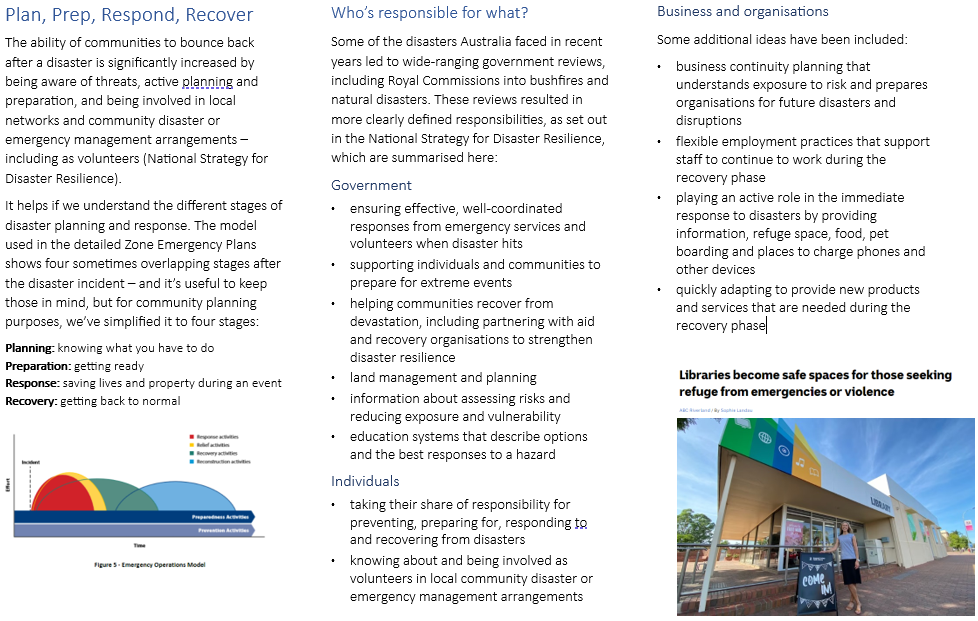 Plan, Prep, Respond, Recover
The ability of communities to bounce back
after a disaster is significantly increased by
being aware of threats, active planning and
preparation, and being involved in local
networks and community disaster or
emergency management arrangements –
including as volunteers (National Strategy for
Disaster Resilience).
It helps if we understand the different stages of
disaster planning and response. The model
used in the detailed Zone Emergency Plans
shows four sometimes overlapping stages after
the disaster incident – and it's useful to keep
those in mind, but for community planning
purposes, we've simplified it to four stages:
Planning: knowing what you have to do
Preparation: getting ready
Response: saving lives and property during an event
Recovery: getting back to normal
Response activities
Relief activities
Recovery activities
Reconstruction activities
Incident
Effort
Preparedness Activities
Prevention Activities
Time
Figure 5 - Emergency Operations Model
Who's responsible for what?
Some of the disasters Australia faced in recent
years led to wide-ranging government reviews,
including Royal Commissions into bushfires and
natural disasters. These reviews resulted in
more clearly defined responsibilities, as set out
in the National Strategy for Disaster Resilience,
which are summarised here:
Government
• ensuring effective, well-coordinated
responses from emergency services and
volunteers when disaster hits
• supporting individuals and communities to
prepare for extreme events
• helping communities recover from
devastation, including partnering with aid
and recovery organisations to strengthen
disaster resilience
• land management and planning
• information about assessing risks and
reducing exposure and vulnerability
• education systems that describe options
and the best responses to a hazard
Individuals
• taking their share of responsibility for
preventing, preparing for, responding to
and recovering from disasters
• knowing about and being involved as
volunteers in local community disaster or
emergency management arrangements
Business and organisations
Some additional ideas have been included:
• business continuity planning that
understands exposure to risk and prepares
organisations for future disasters and
disruptions
• flexible employment practices that support
staff to continue to work during the
recovery phase
• playing an active role in the immediate
response to disasters by providing
information, refuge space, food, pet
boarding and places to charge phones and
other devices
• quickly adapting to provide new products
and services that are needed during the
recovery phase
Libraries become safe spaces for those seeking
refuge from emergencies or violence
ABC Riverland / By Sophie Landau
LIBRARY
COME
IN!